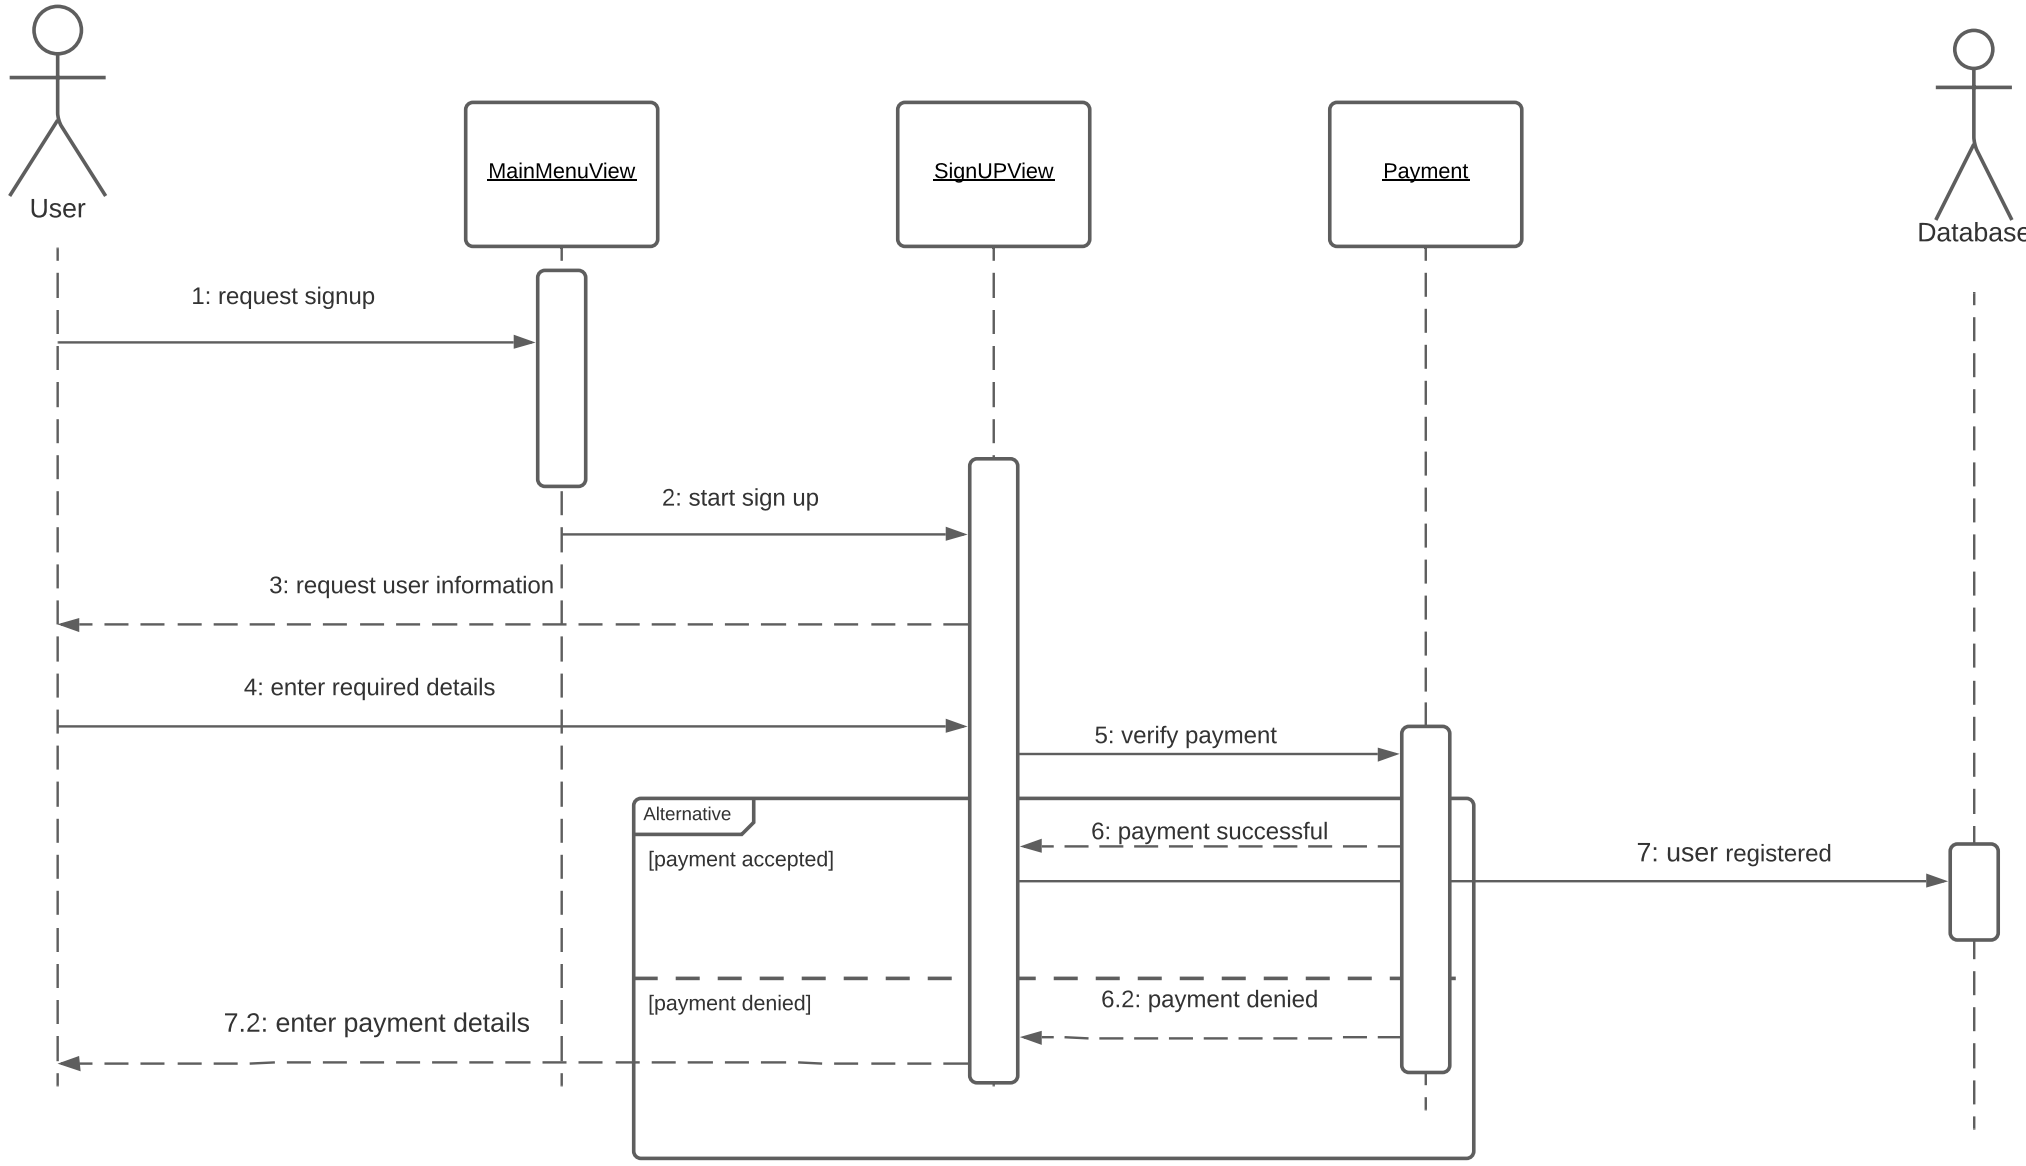 User
MainMenuView
SignUPView
Payment
Database
1: request signup
2: start sign up
3: request user information
4: enter required details
5: verify payment
Alternative
6: payment successful
[payment accepted]
7: user registered
[payment denied]
6.2: payment denied
7.2: enter payment details